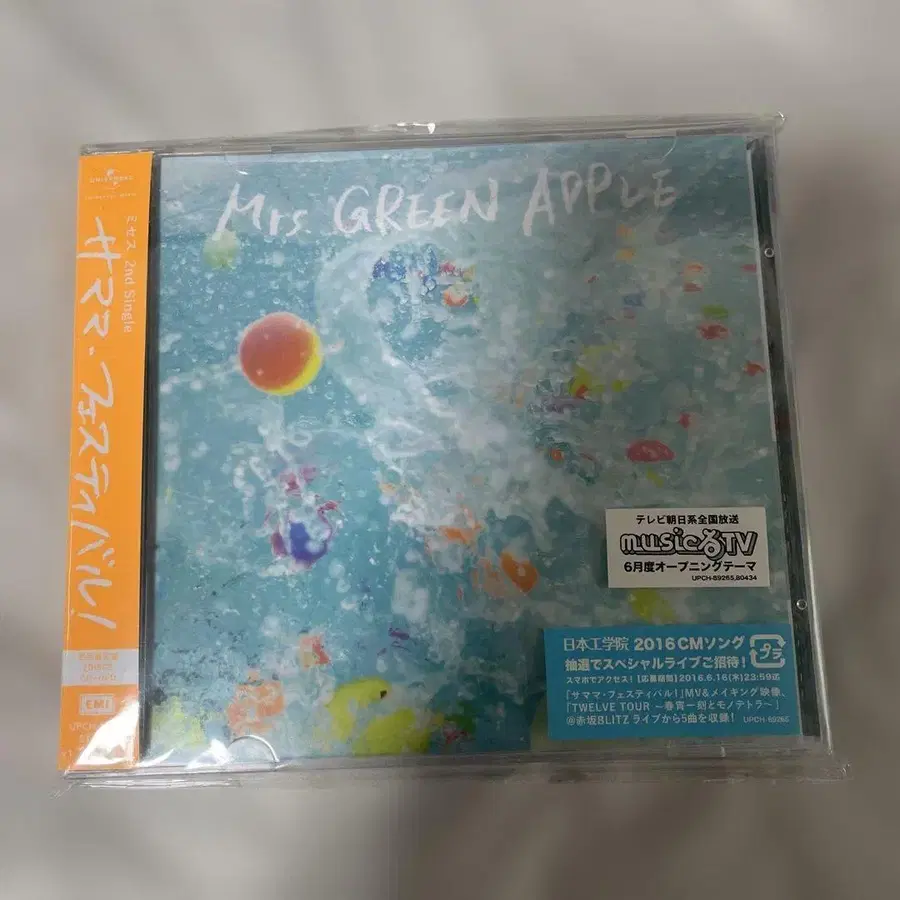 UNIVERSAL
ミセス 2nd Single
サママ・フェスティバル!
EMI
Mrs. GREEN APPLE
テレビ朝日系全国放送
musicるTV
6月度オープニングテーマ
UPCH-89265,80434
日本工学院 2016CMソング
抽選でスペシャルライブご招待!
スマホでアクセス!【応募期間】2016.6.16(木)23:59迄
「サママ・フェスティバル!」MV&メイキング映像、
「TWELVE TOUR 〜春宵一刻とモノテトラ〜」
@赤坂BLITZ ライブから5曲を収録!
UPCH-89265
プラ